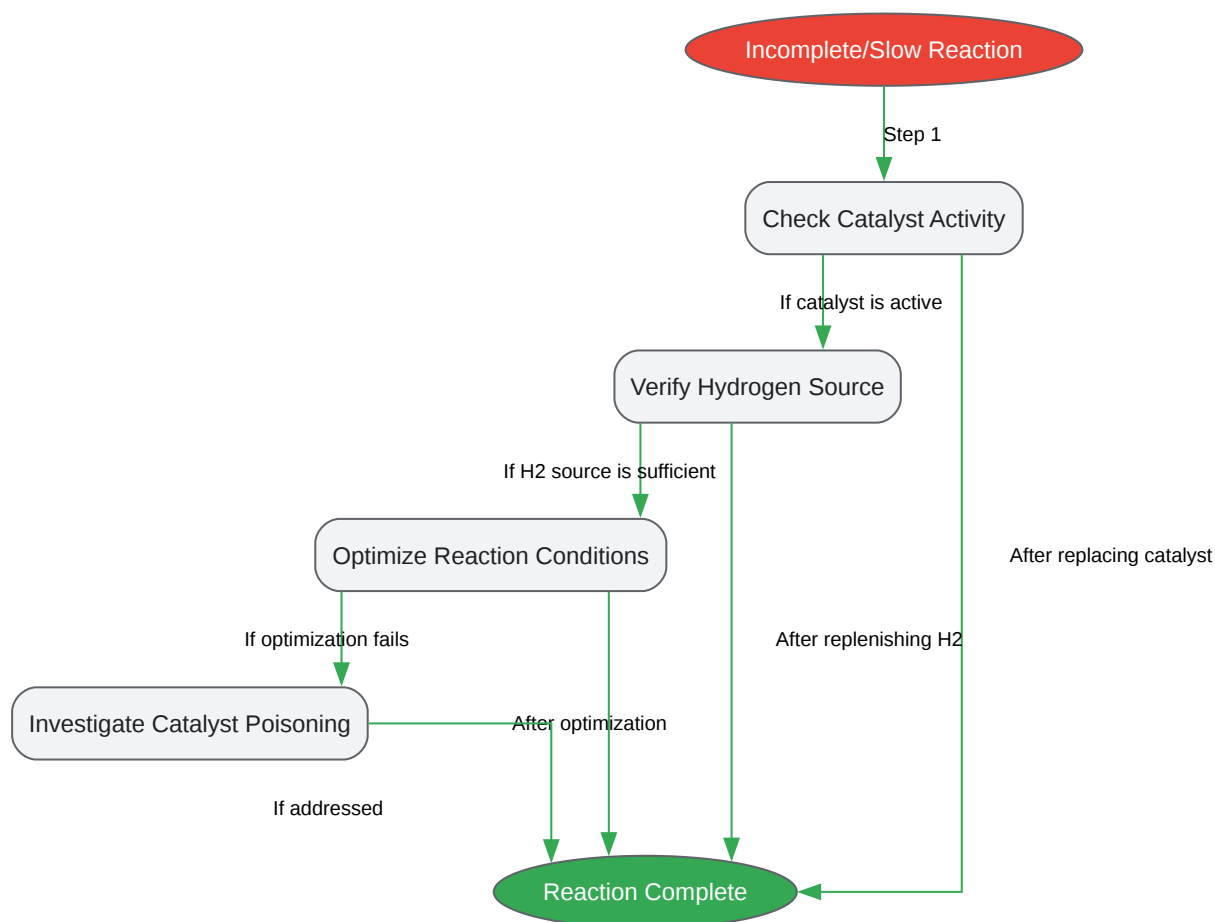 Incomplete/Slow Reaction
Step 1
Check Catalyst Activity
If catalyst is active
Verify Hydrogen Source
If H2 source is sufficient
Optimize Reaction Conditions
After replacing catalyst
If optimization fails
After replenishing H2
Investigate Catalyst Poisoning
After optimization
If addressed
Reaction Complete